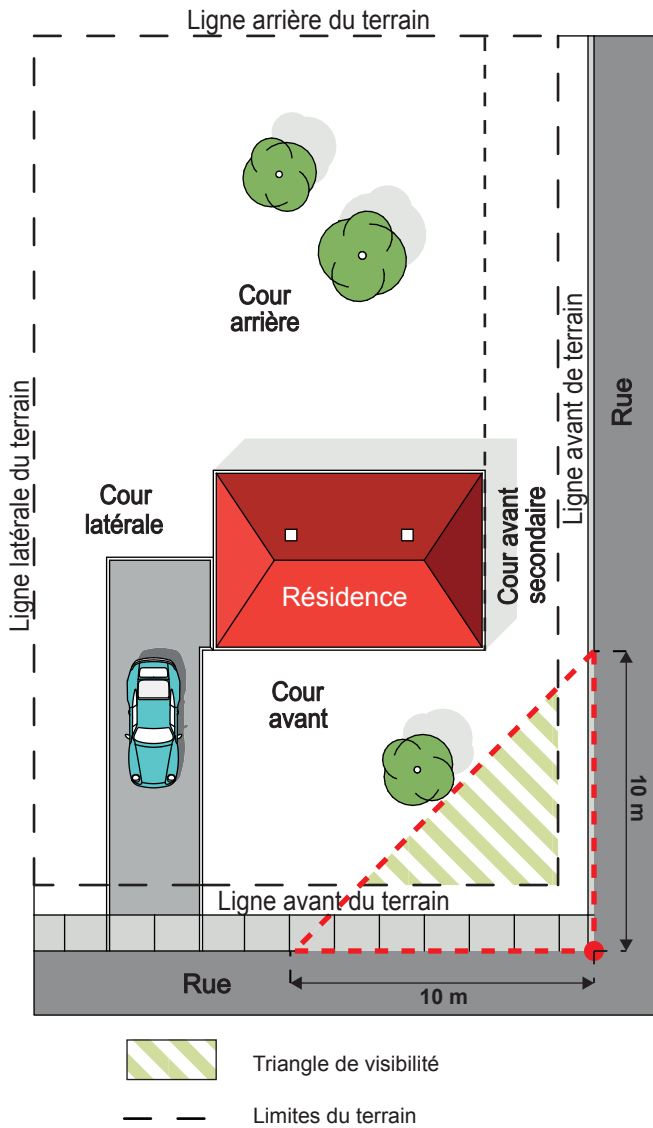 Ligne arrière du terrain
Cour
arrière
Ligne latérale du terrain
Ligne avant de terrain
Rue
Cour
latérale
Cour avant
secondaire
Résidence
Cour
avant
10 m
Ligne avant du terrain
Rue
10 m
Triangle de visibilité
Limites du terrain